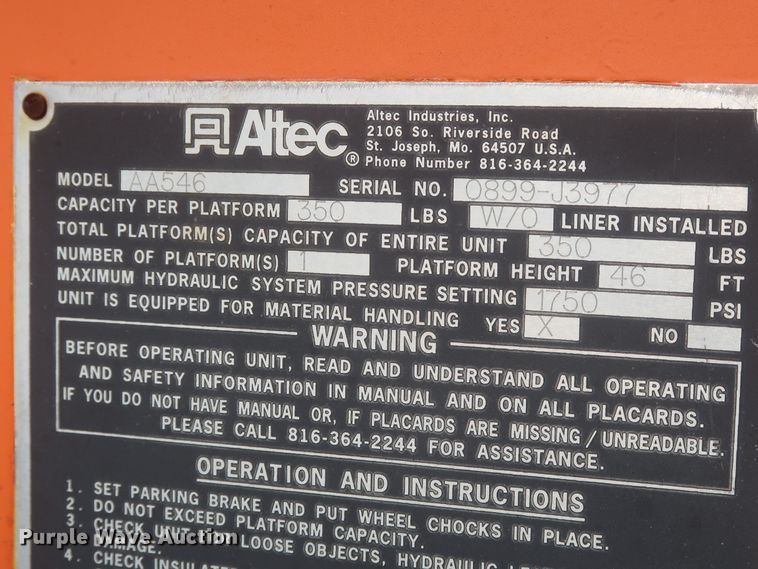 Altec
®
Altec Industries, Inc.
2106 So. Riverside Road
St. Joseph, Mo. 64507 U.S.A.
Phone Number 816-364-2244
MODEL AA546 SERIAL NO. 0899-J3977
CAPACITY PER PLATFORM 350 LBS W/O LINER INSTALLED
TOTAL PLATFORM(S) CAPACITY OF ENTIRE UNIT 350 LBS
NUMBER OF PLATFORM(S) 1 PLATFORM HEIGHT 46 FT
MAXIMUM HYDRAULIC SYSTEM PRESSURE SETTING 1750 PSI
UNIT IS EQUIPPED FOR MATERIAL HANDLING YES X NO
WARNING
BEFORE OPERATING UNIT, READ AND UNDERSTAND ALL OPERATING
AND SAFETY INFORMATION IN MANUAL AND ON ALL PLACARDS.
IF YOU DO NOT HAVE MANUAL OR, IF PLACARDS ARE MISSING/UNREADABLE.
PLEASE CALL 816-364-2244 FOR ASSISTANCE.
OPERATION AND INSTRUCTIONS
1. SET PARKING BRAKE AND PUT WHEEL CHOCKS IN PLACE.
2. DO NOT EXCEED PLATFORM CAPACITY.
3. CHECK UNIT LOOSE OBJECTS, HYDRAULIC
4. CHECK
Purple Wave Auction